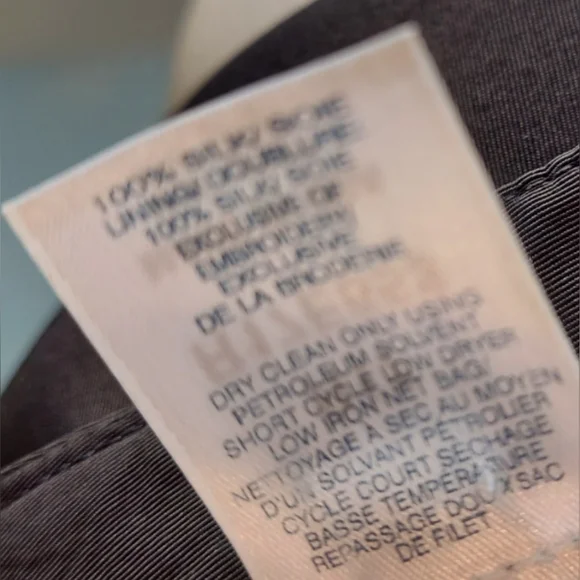 100% SILK/ SOIE
LINING/ DOUBLURE:
100% SILK/ SOIE
EXCLUSIVE OF
EMBROIDERY/
EXCLUSIVE
DE LA BRODERIE
DRY CLEAN ONLY USING
PETROLEUM SOLVENT
SHORT CYCLE LOW DRYER
LOW IRON NET BAG/
NETTOYAGE À SEC AU MOYEN
D'UN SOLVANT PETROLIER
CYCLE COURT SECHAGE
BASSE TEMPERATURE
REPASSAGE DOUX SAC
DE FILET